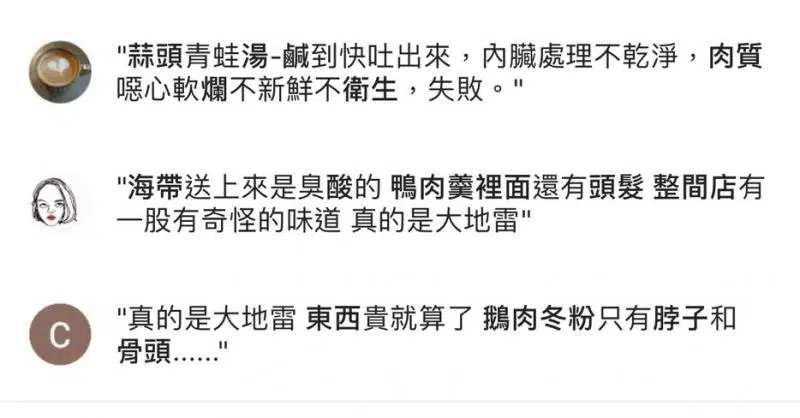 "蒜頭青蛙湯-鹹到快吐出來，內臟處理不乾淨，肉質
噁心軟爛不新鮮不衛生，失敗。"
"海帶送上來是臭酸的 鴨肉羹裡面還有頭髮 整間店有
一股有奇怪的味道 真的是大地雷"
C
"真的是大地雷 東西貴就算了 鵝肉冬粉只有脖子和
骨頭......"